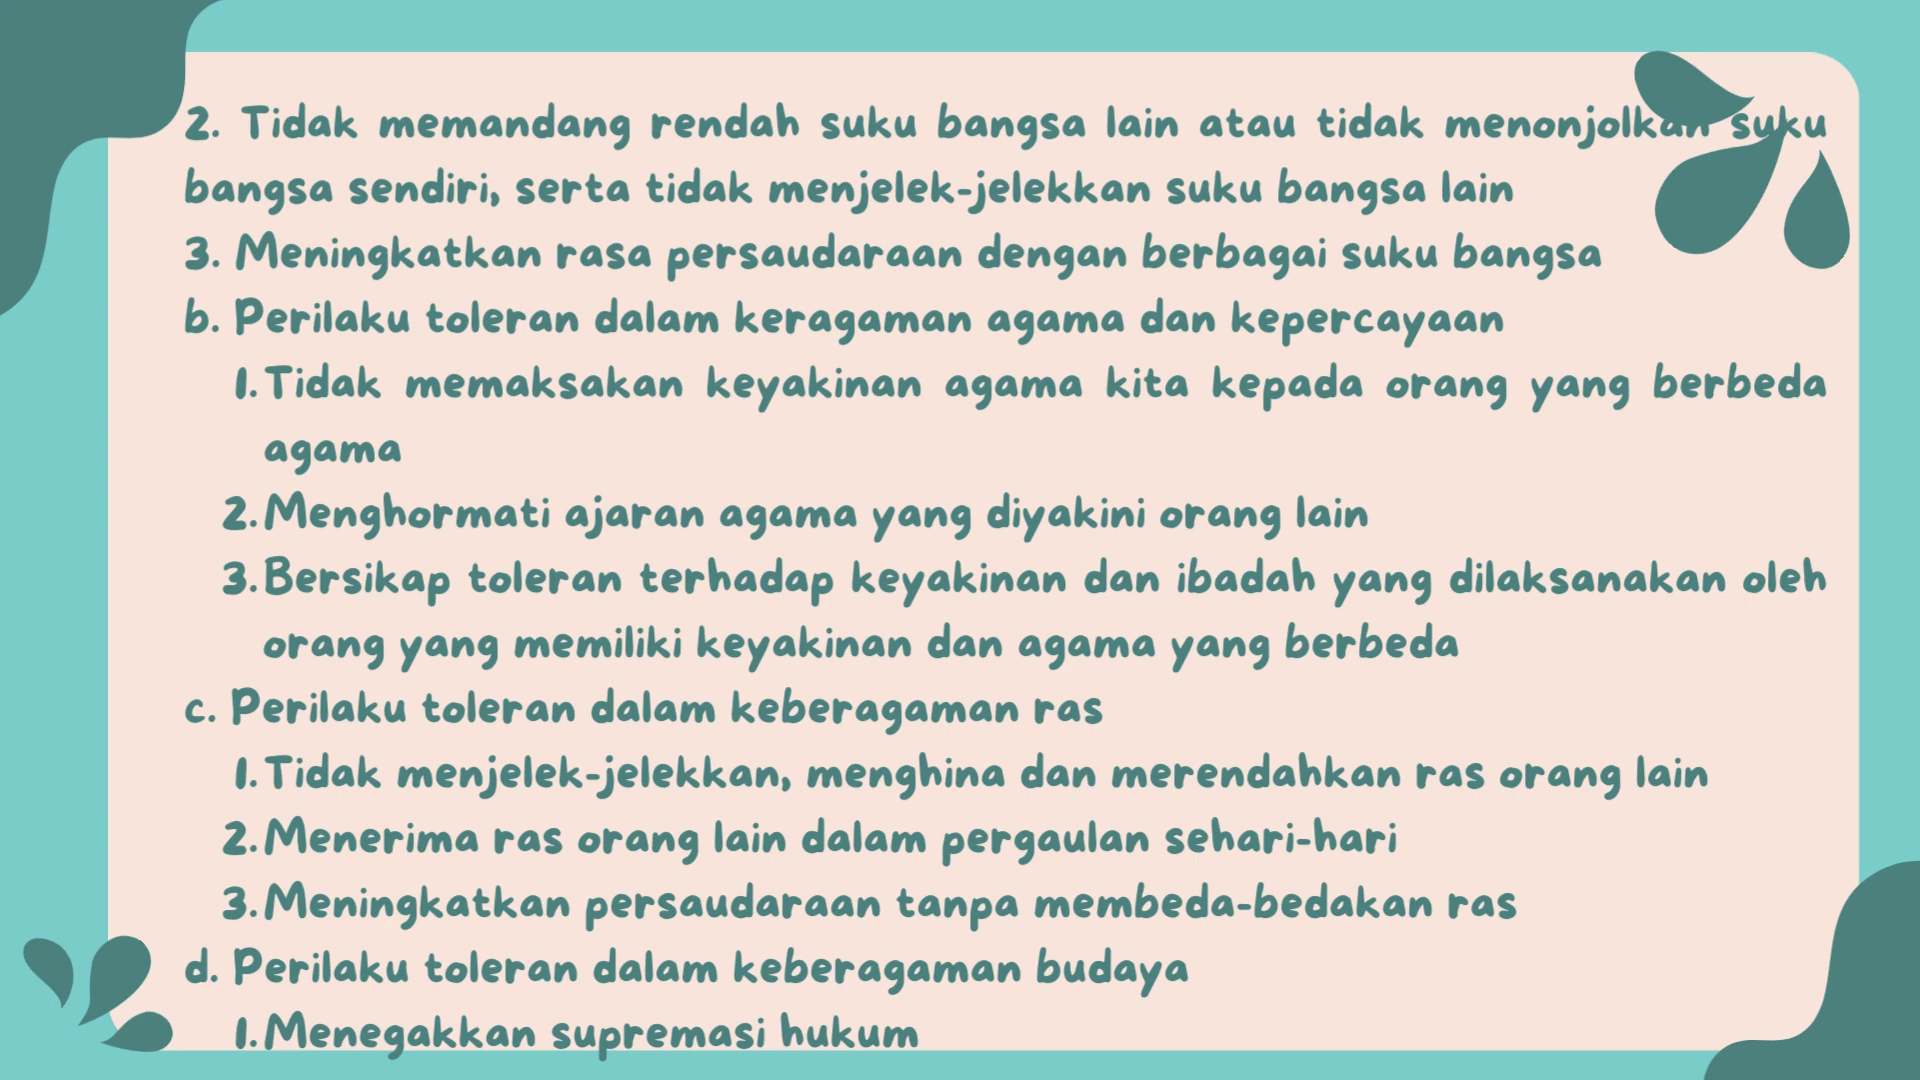 2. Tidak memandang rendah suku bangsa lain atau tidak menonjolkan suku
bangsa sendiri, serta tidak menjelek-jelekkan suku bangsa lain
3. Meningkatkan rasa persaudaraan dengan berbagai suku bangsa
b. Perilaku toleran dalam keragaman agama dan kepercayaan
1. Tidak memaksakan keyakinan agama kita kepada orang yang berbeda
agama
2. Menghormati ajaran agama yang diyakini orang lain
3. Bersikap toleran terhadap keyakinan dan ibadah yang dilaksanakan oleh
orang yang memiliki keyakinan dan agama yang berbeda
c. Perilaku toleran dalam keberagaman ras
1. Tidak menjelek-jelekkan, menghina dan merendahkan ras orang lain
2. Menerima ras orang lain dalam pergaulan sehari-hari
3. Meningkatkan persaudaraan tanpa membeda-bedakan ras
d. Perilaku toleran dalam keberagaman budaya
1. Menegakkan supremasi hukum